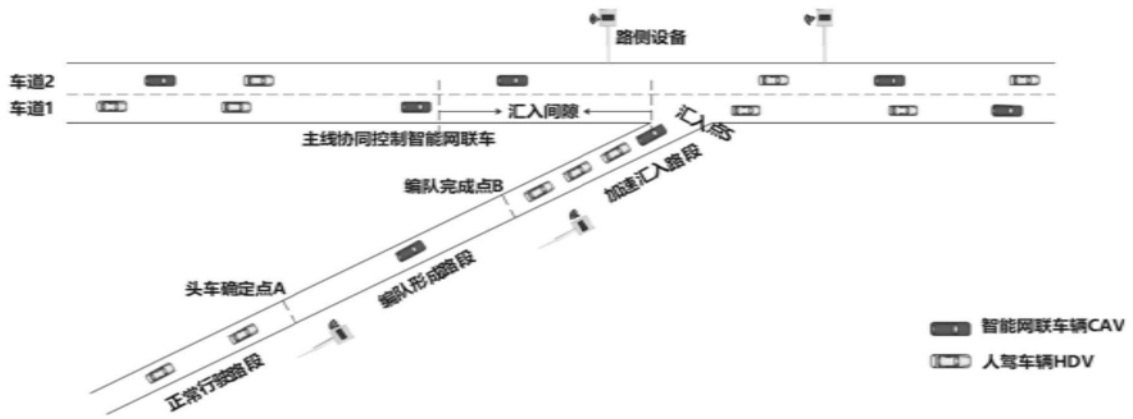 路侧设备
车道2
车道1
汇入间隙
汇入点S
主线协同控制智能网联车
编队完成点B
加速汇入路段
头车确定点A
编队形成路段
正常行驶路段
智能网联车辆CAV
人驾车辆HDV